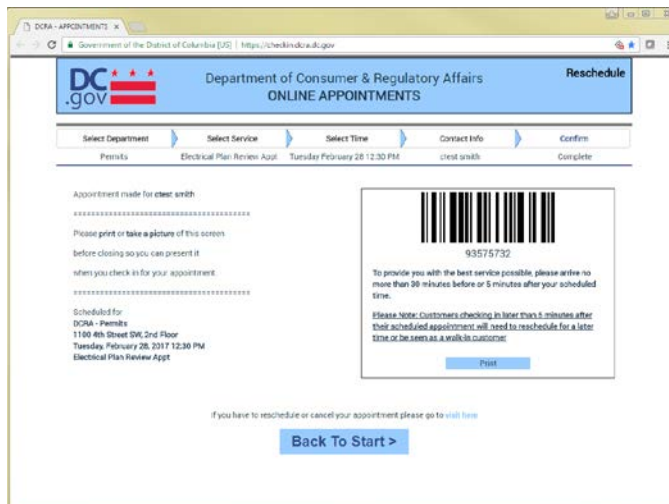 DCRA - APPOINTMENTS
Government of the District of Columbia [US] | https://checkin.dcra.dc.gov
DC
.gov
Department of Consumer & Regulatory Affairs
ONLINE APPOINTMENTS
Reschedule
Select Department
Select Service
Select Time
Contact Info
Confirm
Permits
Electrical Plan Review Appt
Tuesday February 28 12:30 PM
ctest smith
Complete
Appointment made for ctest smith
Please print or take a picture of this screen
before closing so you can present it
when you check in for your appointment
Scheduled for
DCRA - Permits
1100 4th Street SW, 2nd Floor
Tuesday, February 28, 2017 12:30 PM
Electrical Plan Review Appt
93575732
To provide you with the best service possible, please arrive no
more than 30 minutes before or 5 minutes after your scheduled
time.
Please Note: Customers checking in later than 5 minutes after
their scheduled appointment will need to reschedule for a later
time or be seen as a walk-in customer
Print
If you have to reschedule or cancel your appointment please go to visit here
Back To Start >